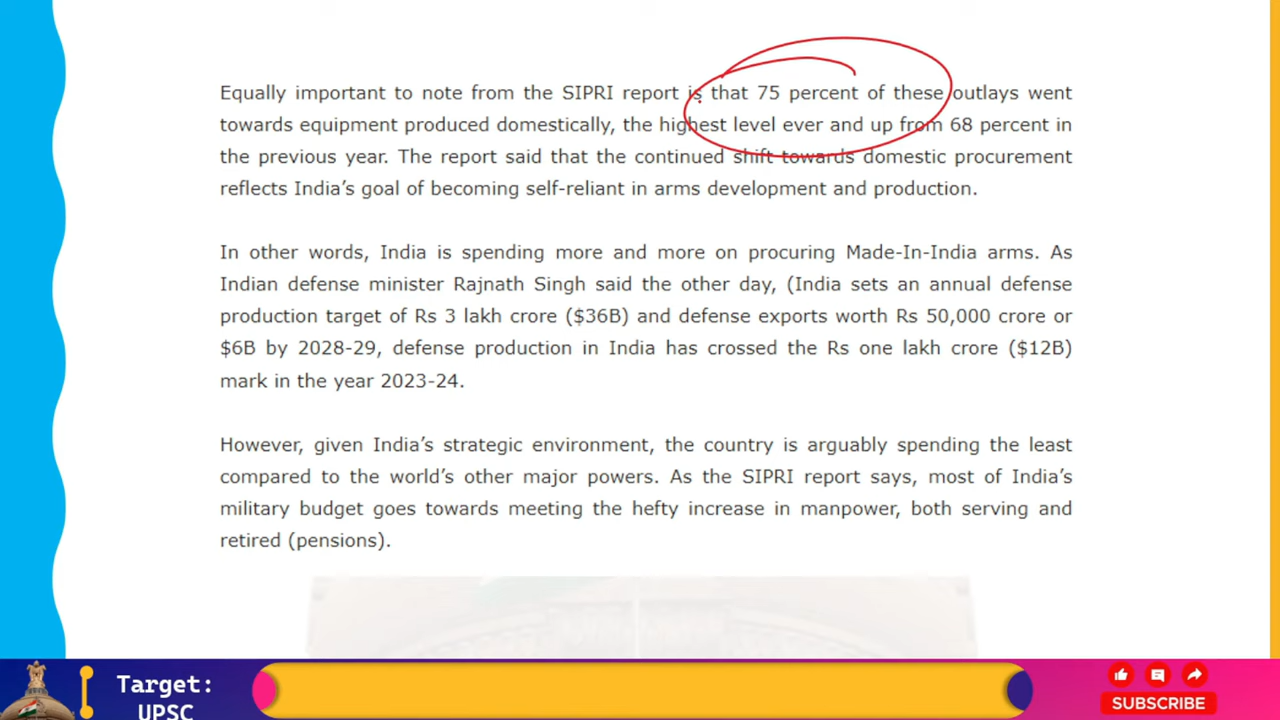 Equally important to note from the SIPRI report is that 75 percent of these outlays went
towards equipment produced domestically, the highest level ever and up from 68 percent in
the previous year. The report said that the continued shift towards domestic procurement
reflects India’s goal of becoming self-reliant in arms development and production.
In other words, India is spending more and more on procuring Made-In-India arms. As
Indian defense minister Rajnath Singh said the other day, (India sets an annual defense
production target of Rs 3 lakh crore ($36B) and defense exports worth Rs 50,000 crore or
$6B by 2028-29, defense production in India has crossed the Rs one lakh crore ($12B)
mark in the year 2023-24.
However, given India’s strategic environment, the country is arguably spending the least
compared to the world’s other major powers. As the SIPRI report says, most of India’s
military budget goes towards meeting the hefty increase in manpower, both serving and
retired (pensions).
Target:
UPSC
SUBSCRIBE